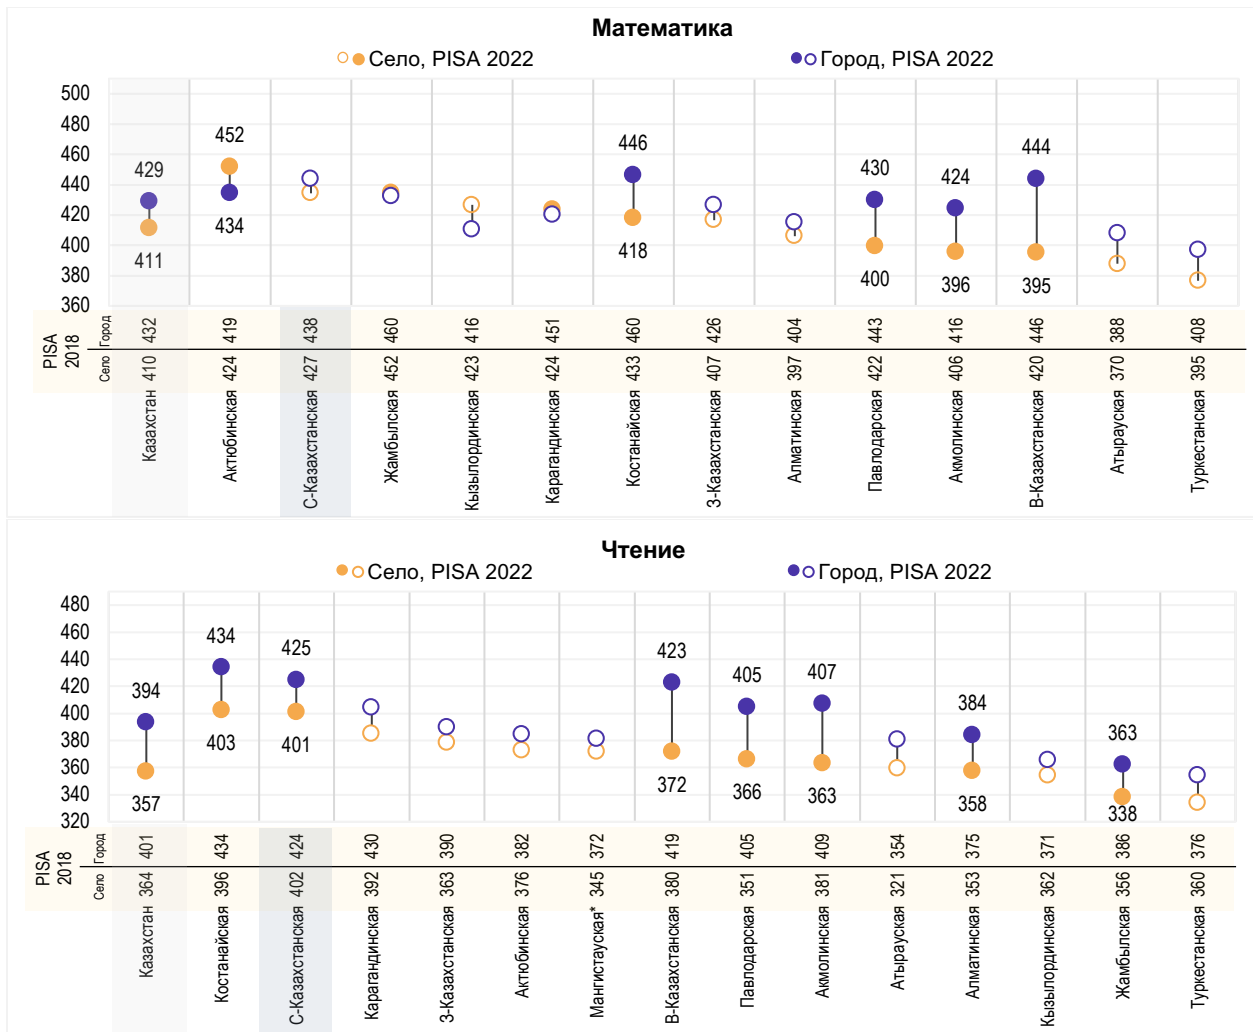 Математика
Село, PISA 2022
Город, PISA 2022
500
480
460
440
420
400
380
360
429
411
452
434
446
418
430
400
424
396
444
395
PISA 2018
Город 432 419 438 460 416 451 460 426 404 443 416 446 388 408
Село 410 424 427 452 423 424 433 407 397 422 406 420 370 395
Казахстан
Актюбинская
С-Казахстанская
Жамбылская
Кызылординская
Карагандинская
Костанайская
З-Казахстанская
Алматинская
Павлодарская
Акмолинская
В-Казахстанская
Атырауская
Туркестанская
Чтение
Село, PISA 2022
Город, PISA 2022
480
460
440
420
400
380
360
340
320
394
357
434
403
425
401
423
372
405
366
407
363
384
358
363
338
PISA 2018
Город 401 434 424 430 390 382 372 419 405 409 354 375 371 386 376
Село 364 396 402 392 363 376 345 380 351 381 321 353 362 356 360
Казахстан
Костанайская
С-Казахстанская
Карагандинская
З-Казахстанская
Актюбинская
Мангистауская*
В-Казахстанская
Павлодарская
Акмолинская
Атырауская
Алматинская
Кызылординская
Жамбылская
Туркестанская